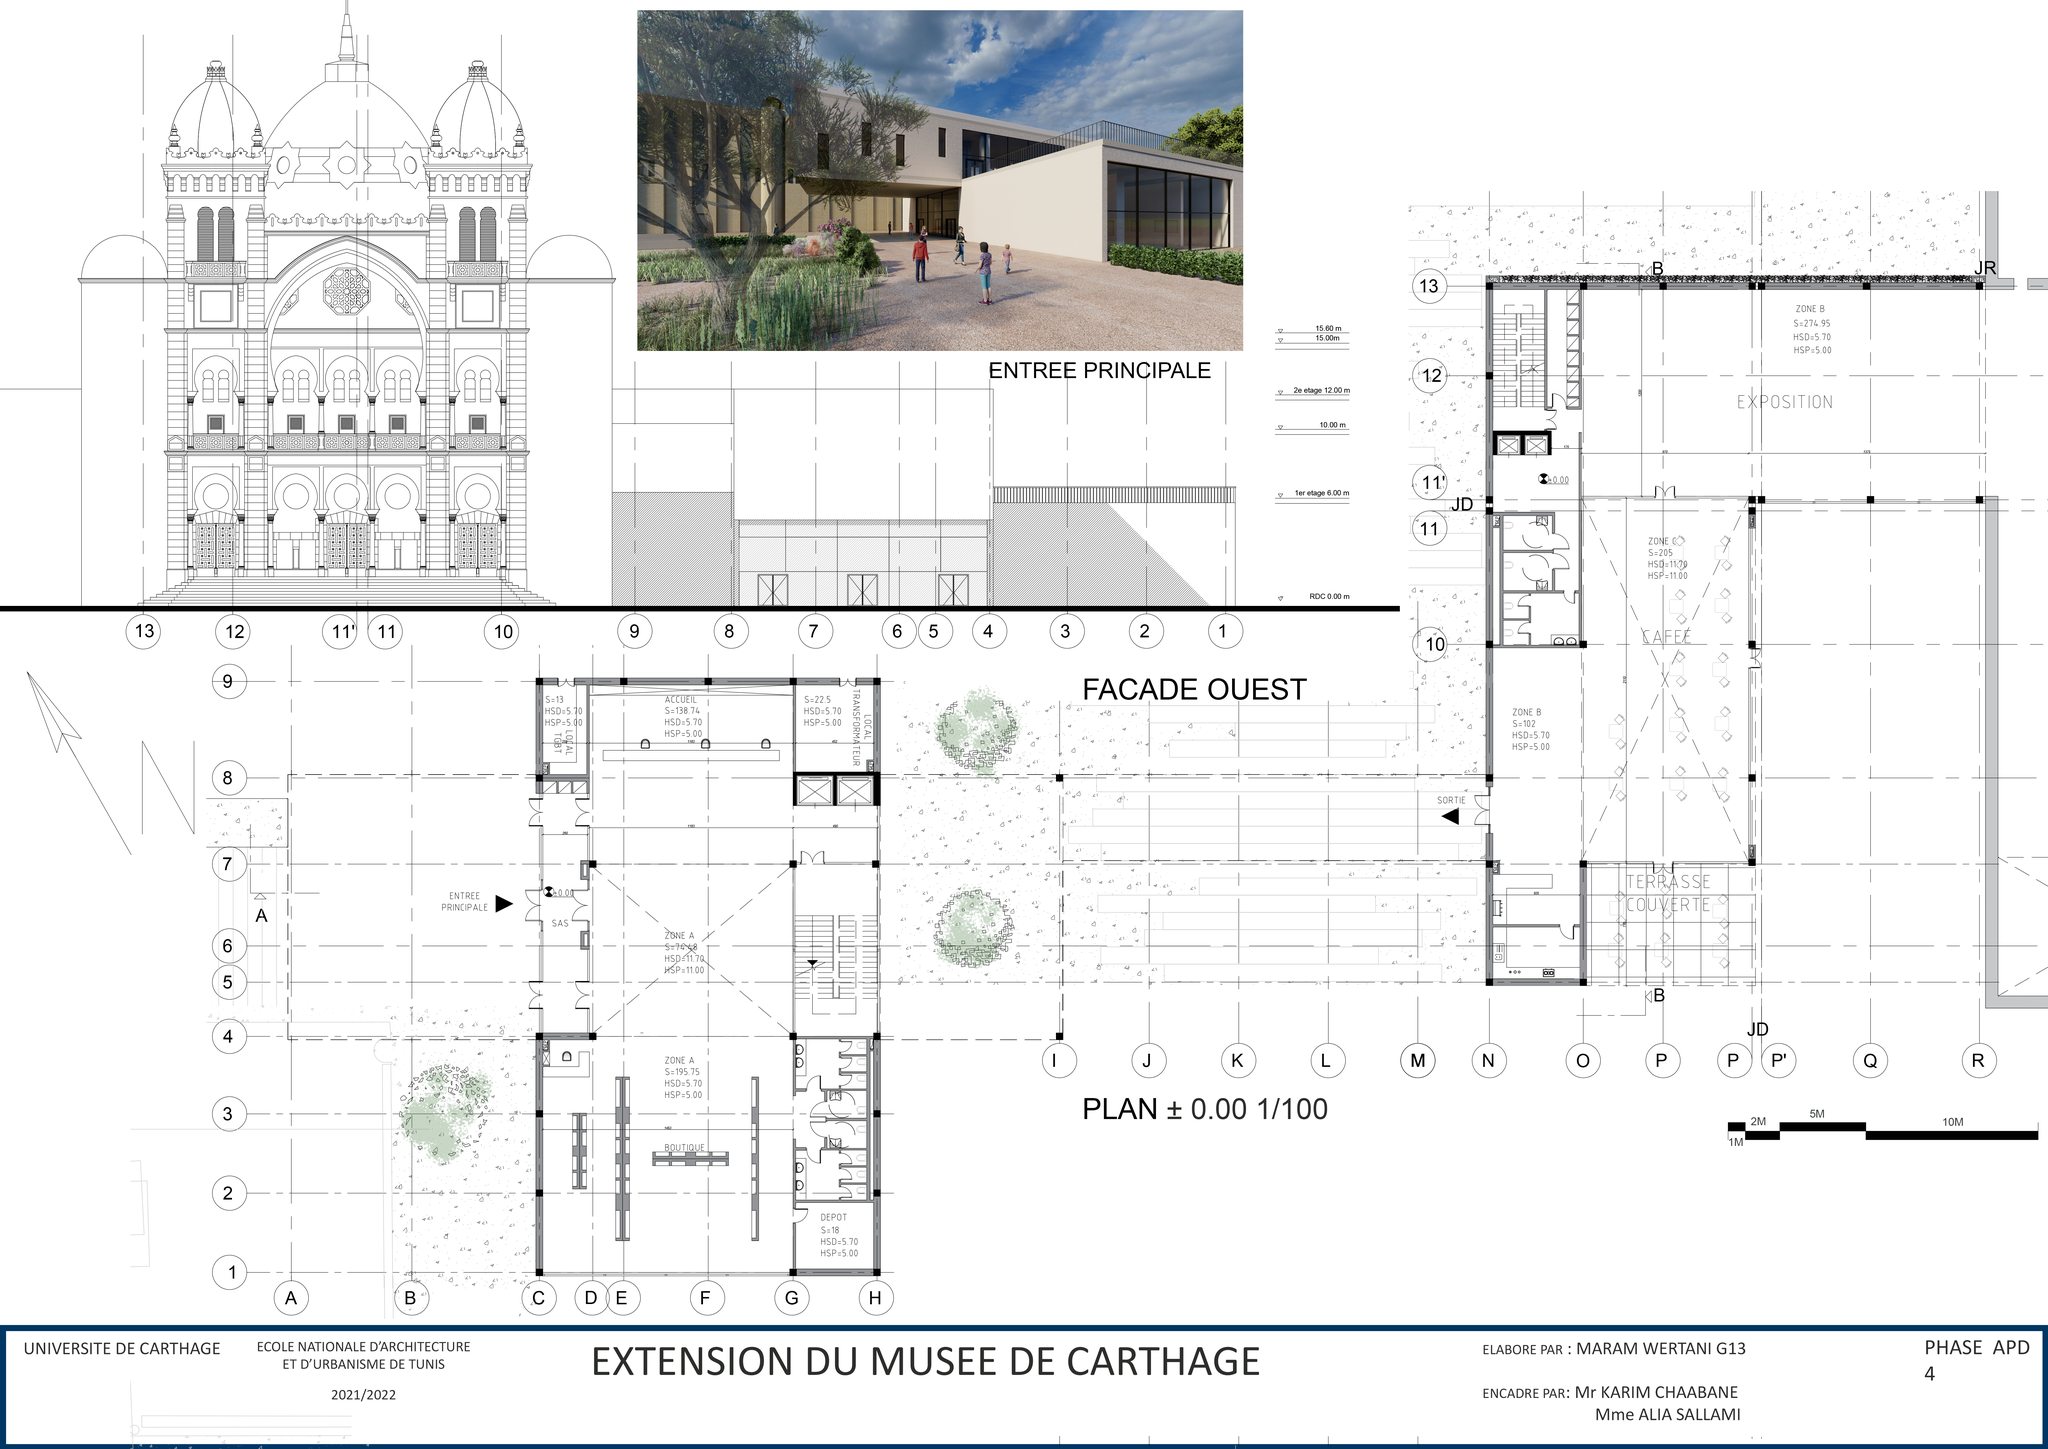 ENTREE PRINCIPALE
15.60 m
15.00m
2e etage 12.00 m
10.00 m
1er etage 6.00 m
RDC 0.00 m
13
12
11'
11
10
9
8
7
6
5
4
3
2
1
FACADE OUEST
B
JR
13
12
11'
JD
11
10
ZONE B
S=274.95
HSD=5.70
HSP=5.00
EXPOSITION
±0.00
ZONE C
S=205
HSD=11.70
HSP=11.00
CAFEE
ZONE B
S=102
HSD=5.70
HSP=5.00
SORTIE
TERRASSE
COUVERTE
B
JD
9
8
7
6
5
4
3
2
1
S=13
HSD=5.70
HSP=5.00
LOCAL
TGBT
ACCUEIL
S=138.74
HSD=5.70
HSP=5.00
S=22.5
HSD=5.70
HSP=5.00
LOCAL
TRANSFORMATEUR
A
ENTREE
PRINCIPALE
±0.00
SAS
ZONE A
S=74.48
HSD=11.70
HSP=11.00
ZONE A
S=195.75
HSD=5.70
HSP=5.00
BOUTIQUE
DEPOT
S=18
HSD=5.70
HSP=5.00
A
B
C
D
E
F
G
H
I
J
K
L
M
N
O
P
P
P'
Q
R
PLAN ± 0.00 1/100
1M
2M
5M
10M
UNIVERSITE DE CARTHAGE
ECOLE NATIONALE D'ARCHITECTURE
ET D'URBANISME DE TUNIS
2021/2022
EXTENSION DU MUSEE DE CARTHAGE
ELABORE PAR : MARAM WERTANI G13
ENCADRE PAR: Mr KARIM CHAABANE
Mme ALIA SALLAMI
PHASE APD
4